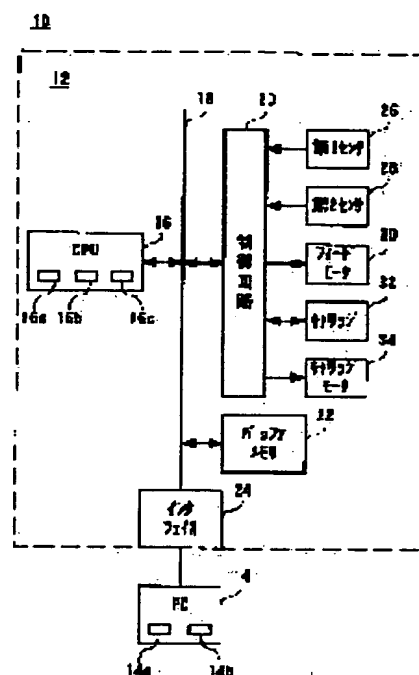 10
12
18
20
26
第1センサ
28
第2センサ
CPU
16
制御回路
フィード
モータ
32
キャリッジ
34
キャリッジ
モータ
16a
16b
16c
22
バッファ
メモリ
24
インタ
フェイス
PC
14a
14b